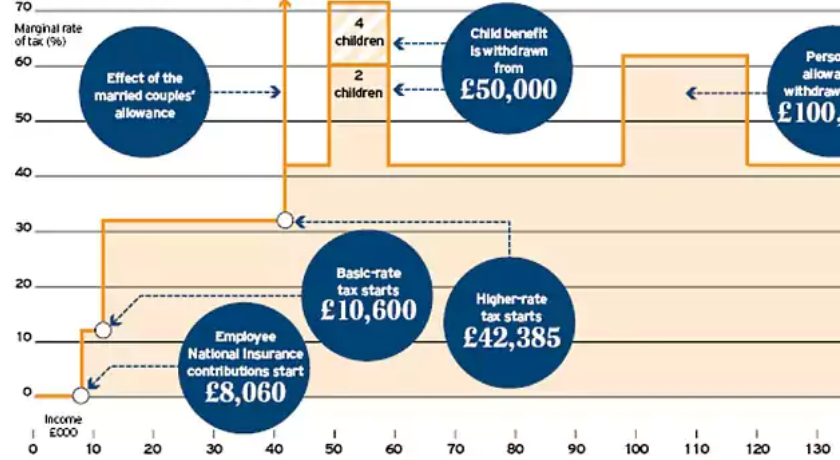 70
Marginal rate
of tax (%)
60
50
40
30
20
10
0
Effect of the
married couples'
allowance
4
children
2
children
Child benefit
is withdrawn
from
£50,000
£100,
Basic-rate
tax starts
£10,600
Higher-rate
tax starts
£42,385
Employee
National Insurance
contributions start
£8,060
Income
£000
0 10 20 30 40 50 60 70 80 90 100 110 120 130